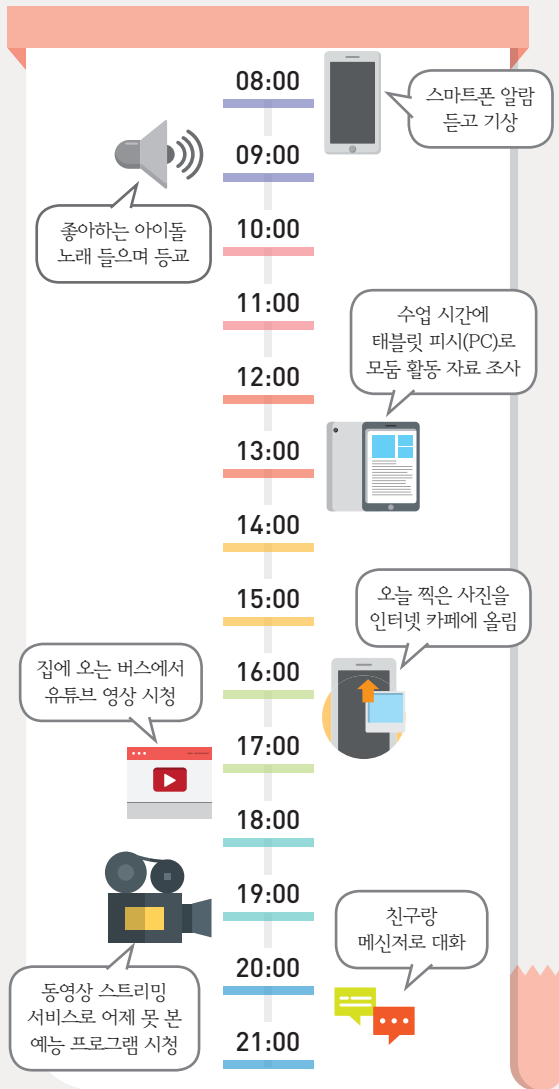 08:00
스마트폰 알람
듣고 기상
09:00
좋아하는 아이돌
노래 들으며 등교
10:00
11:00
수업 시간에
태블릿 피시(PC)로
모둠 활동 자료 조사
12:00
13:00
14:00
15:00
오늘 찍은 사진을
인터넷 카페에 올림
16:00
집에 오는 버스에서
유튜브 영상 시청
17:00
18:00
19:00
친구랑
메신저로 대화
20:00
동영상 스트리밍
서비스로 어제 못 본
예능 프로그램 시청
21:00